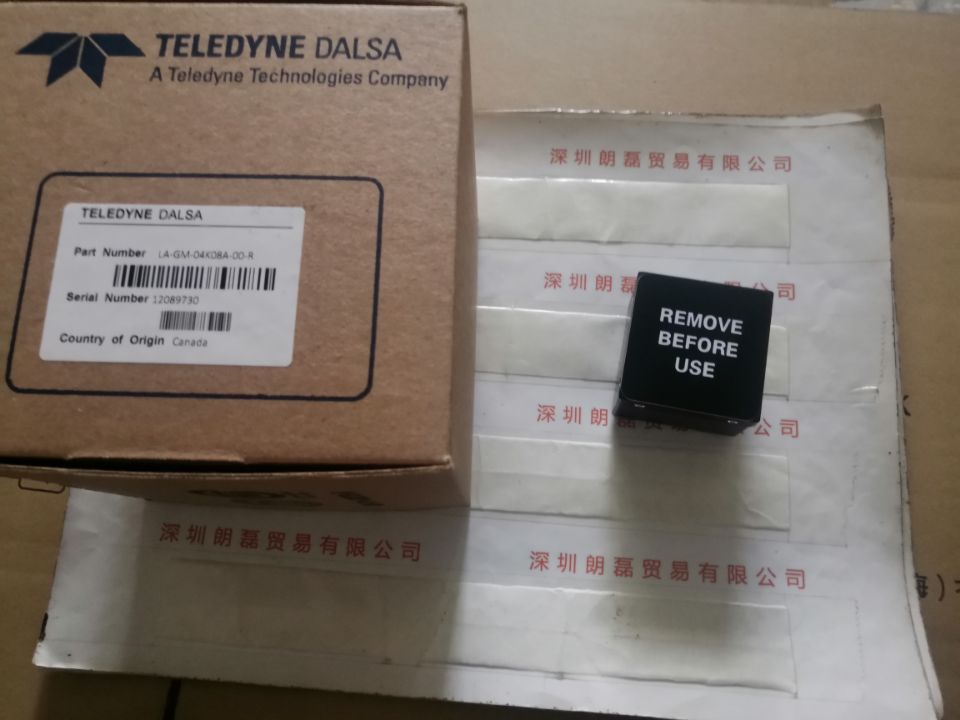 TELEDYNE DALSA
A Teledyne Technologies Company
TELEDYNE DALSA
Part Number LA-GM-04K08A-00-R
Serial Number 12089730
Country of Origin Canada
深圳朗磊贸易有限公司
深圳朗磊 有限公司
REMOVE
BEFORE
USE
深圳朗磊贸易有限公司
深圳朗磊贸易有限公司
深圳朗磊贸易有限公司